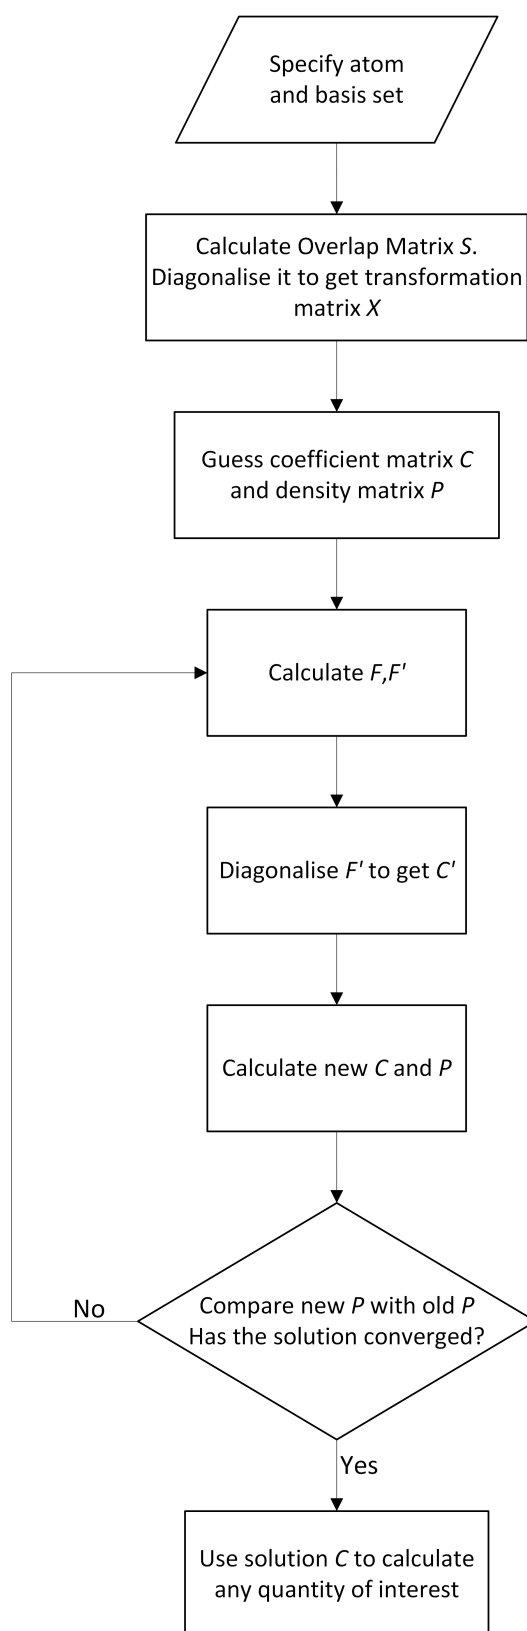 Specify atom
and basis set
Calculate Overlap Matrix S.
Diagonalise it to get transformation
matrix X
Guess coefficient matrix C
and density matrix P
Calculate F,F'
Diagonalise F' to get C'
Calculate new C and P
Compare new P with old P
Has the solution converged?
No
Yes
Use solution C to calculate
any quantity of interest